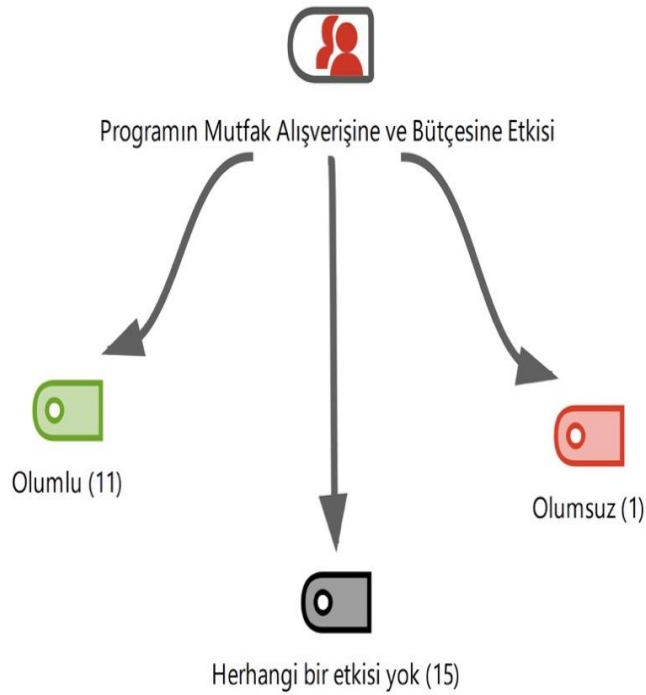 Programın Mutfak Alışverişine ve Bütçesine Etkisi
Olumlu (11)
Olumsuz (1)
Herhangi bir etkisi yok (15)